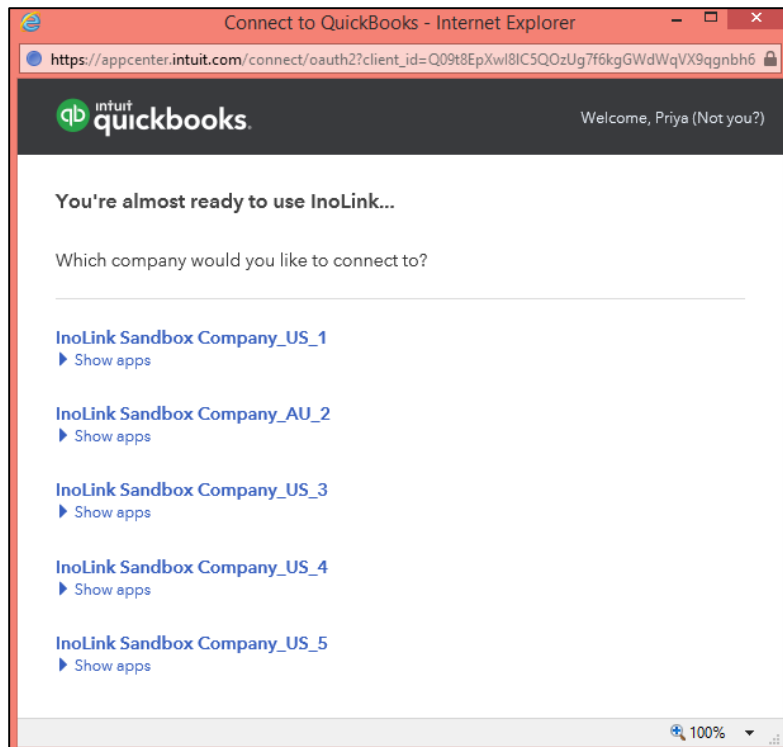 Connect to QuickBooks - Internet Explorer
https://appcenter.intuit.com/connect/oauth2?client_id=Q09t8EpXwI8IC5QOzUg7f6kgGWdWqVX9qgnbh6
qb intuit quickbooks.
Welcome, Priya (Not you?)
You're almost ready to use InoLink...
Which company would you like to connect to?
InoLink Sandbox Company_US_1
Show apps
InoLink Sandbox Company_AU_2
Show apps
InoLink Sandbox Company_US_3
Show apps
InoLink Sandbox Company_US_4
Show apps
InoLink Sandbox Company_US_5
Show apps
100%